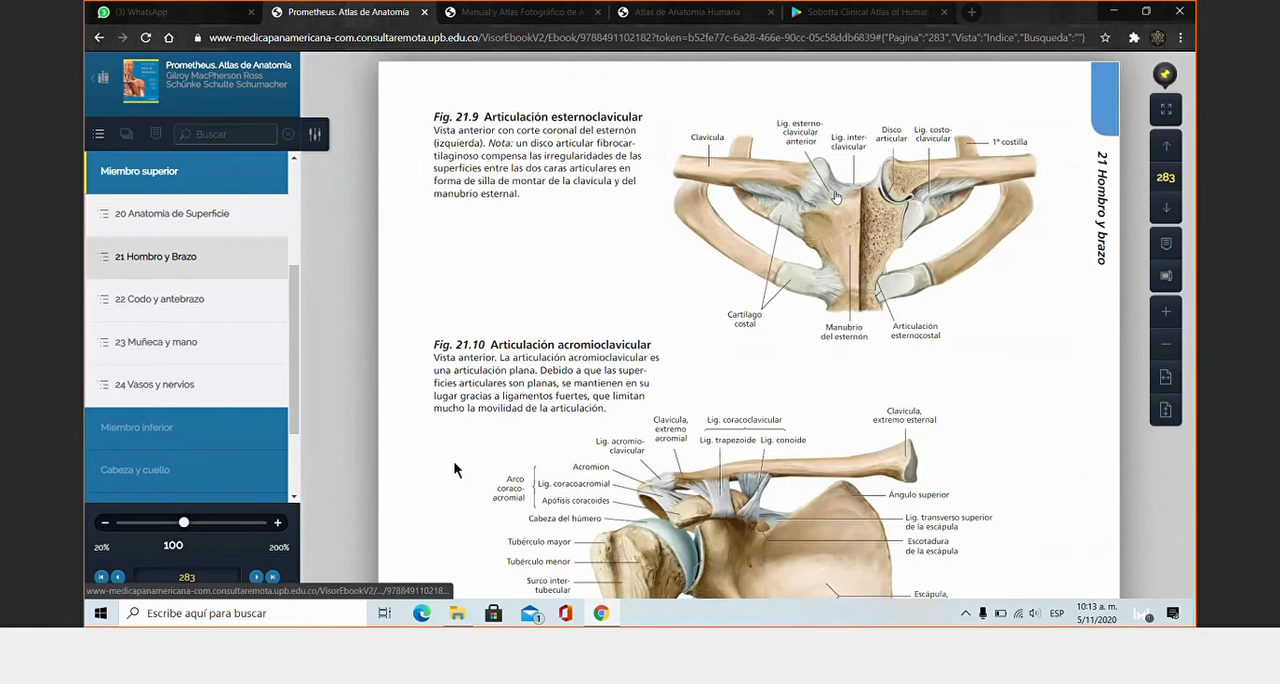 (3) WhatsApp
Prometheus. Atlas de Anatomía
Manual y Atlas Fotográfico de A
Atlas de Anatomía Humana
Sobotta Clinical Atlas of Human
www-medicapanamericana-com.consultaremota.upb.edu.co/VisorEbookV2/Ebook/9788491102182?token=b52fe77c-6a28-466e-90cc-05c58ddb6839#{"Pagina":"283","Vista":"Indice","Busqueda":""}
Prometheus. Atlas de Anatomía
Gilroy MacPherson Ross
Schünke Schulte Schumacher
Buscar
Miembro superior
20 Anatomía de Superficie
21 Hombro y Brazo
22 Codo y antebrazo
23 Muñeca y mano
24 Vasos y nervios
Miembro inferior
Cabeza y cuello
100
20%
200%
283
www-medicapanamericana-com.consultaremota.upb.edu.co/VisorEbookV2/.../978849110218...
Fig. 21.9 Articulación esternoclavicular
Vista anterior con corte coronal del esternón
(izquierda). Nota: un disco articular fibrocar-
tilaginoso compensa las irregularidades de las
superficies entre las dos caras articulares en
forma de silla de montar de la clavícula y del
manubrio esternal.
Clavícula
Lig. esterno-
clavicular
anterior
Lig. inter-
clavicular
Disco
articular
Lig. costo-
clavicular
1ª costilla
Cartílago
costal
Manubrio
del esternón
Articulación
esternocostal
21 Hombro y brazo
283
Fig. 21.10 Articulación acromioclavicular
Vista anterior. La articulación acromioclavicular es
una articulación plana. Debido a que las super-
ficies articulares son planas, se mantienen en su
lugar gracias a ligamentos fuertes, que limitan
mucho la movilidad de la articulación.
Lig. acromio-
clavicular
Clavícula,
extremo
acromial
Lig. coracoclavicular
Lig. trapezoide
Lig. conoide
Clavícula,
extremo esternal
Arco
coraco-
acromial
Acromion
Lig. coracoacromial
Apófisis coracoides
Cabeza del húmero
Tubérculo mayor
Tubérculo menor
Surco inter-
tubercular
Ángulo superior
Lig. transverso superior
de la escápula
Escotadura
de la escápula
Escápula,
Escribe aquí para buscar
1
ESP
10:13 a. m.
5/11/2020